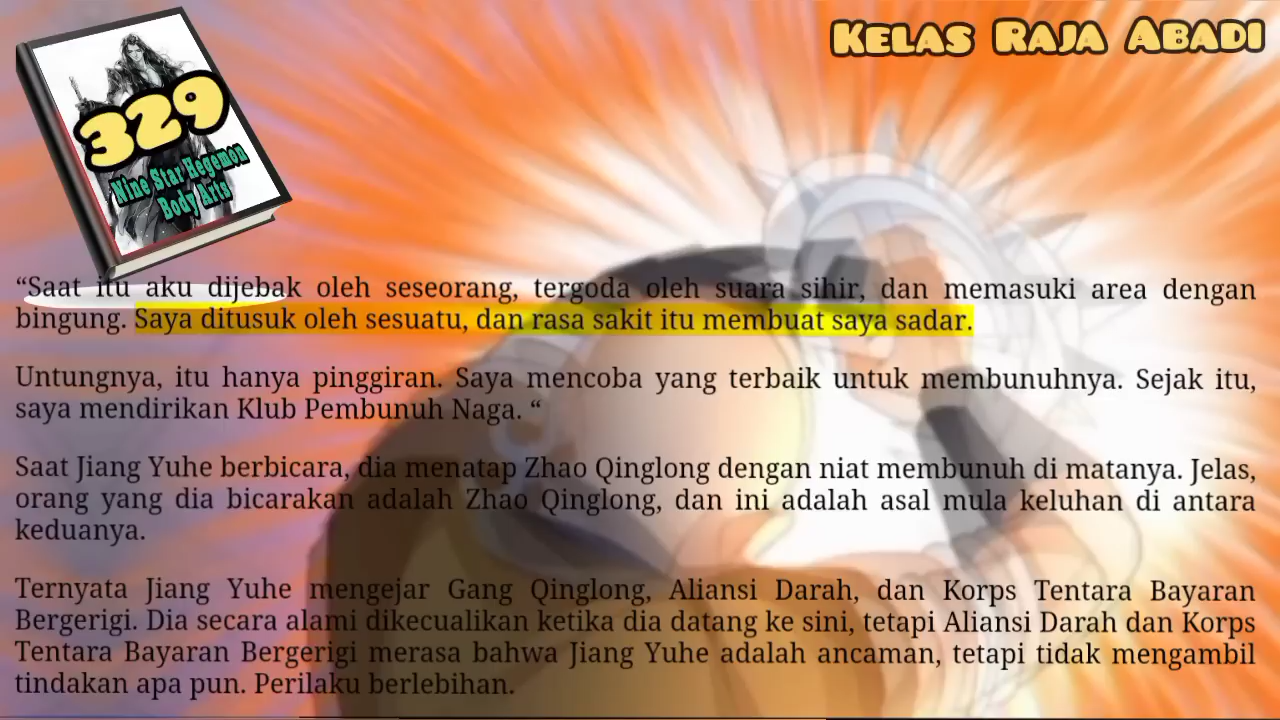 KELAS RAJA ABADI
329
Nine Star Hegemon
Body Arts
“Saat itu aku dijebak oleh seseorang, tergoda oleh suara sihir, dan memasuki area dengan
bingung. Saya ditusuk oleh sesuatu, dan rasa sakit itu membuat saya sadar.
Untungnya, itu hanya pinggiran. Saya mencoba yang terbaik untuk membunuhnya. Sejak itu,
saya mendirikan Klub Pembunuh Naga. “
Saat Jiang Yuhe berbicara, dia menatap Zhao Qinglong dengan niat membunuh di matanya. Jelas,
orang yang dia bicarakan adalah Zhao Qinglong, dan ini adalah asal mula keluhan di antara
keduanya.
Ternyata Jiang Yuhe mengejar Gang Qinglong, Aliansi Darah, dan Korps Tentara Bayaran
Bergerigi. Dia secara alami dikecualikan ketika dia datang ke sini, tetapi Aliansi Darah dan Korps
Tentara Bayaran Bergerigi merasa bahwa Jiang Yuhe adalah ancaman, tetapi tidak mengambil
tindakan apa pun. Perilaku berlebihan.